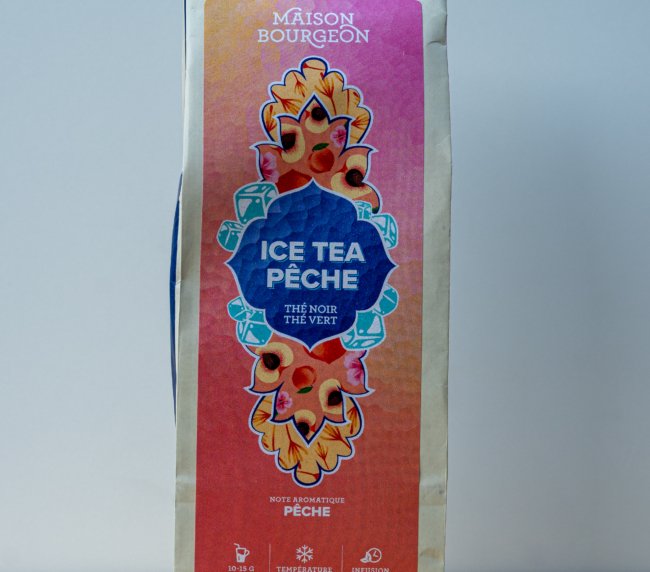 MAISON
BOURGEON
ICE TEA
PÊCHE
THÉ NOIR
THÉ VERT
NOTE AROMATIQUE
PÊCHE
10-15 G
TEMPÉRATURE
INFUSION